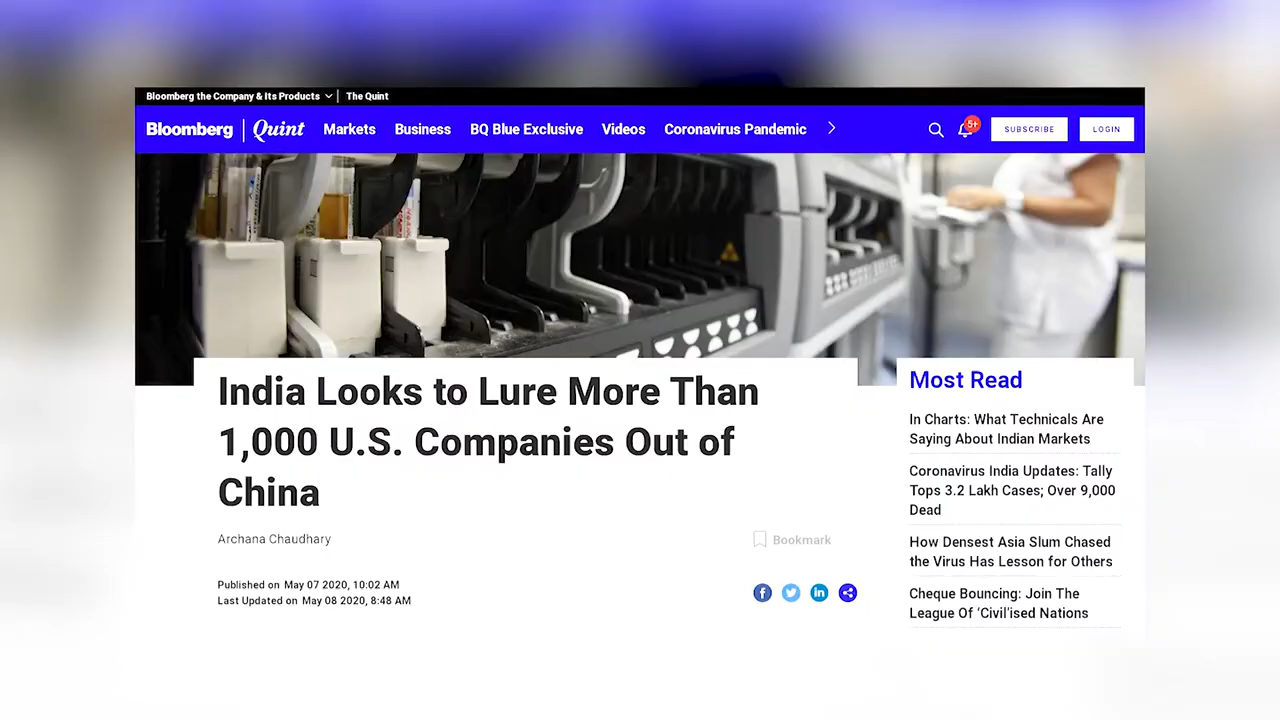 Bloomberg the Company & Its Products The Quint
Bloomberg Quint Markets Business BQ Blue Exclusive Videos Coronavirus Pandemic 5+ SUBSCRIBE LOGIN
India Looks to Lure More Than
1,000 U.S. Companies Out of
China
Archana Chaudhary
Bookmark
Published on May 07 2020, 10:02 AM
Last Updated on May 08 2020, 8:48 AM
Most Read
In Charts: What Technicals Are
Saying About Indian Markets
Coronavirus India Updates: Tally
Tops 3.2 Lakh Cases; Over 9,000
Dead
How Densest Asia Slum Chased
the Virus Has Lesson for Others
Cheque Bouncing: Join The
League Of ‘Civil’ised Nations